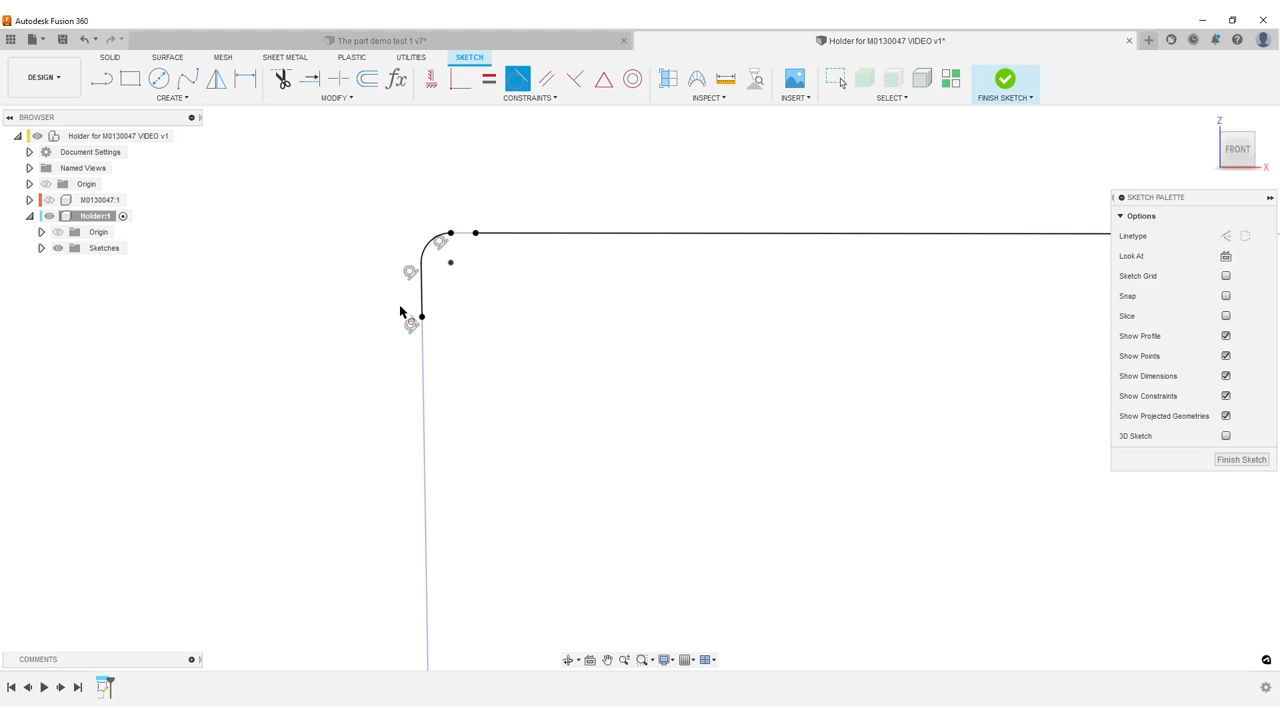 Autodesk Fusion 360
The part demo test 1 v7*
Holder for M0130047 VIDEO v1*
SOLID
SURFACE
MESH
SHEET METAL
PLASTIC
UTILITIES
SKETCH
DESIGN
fx
CREATE
MODIFY
CONSTRAINTS
INSPECT
INSERT
SELECT
FINISH SKETCH
BROWSER
Holder for M0130047 VIDEO v1
Document Settings
Named Views
Origin
M0130047:1
Holder:1
Origin
Sketches
Z
FRONT
X
SKETCH PALETTE
Options
Linetype
Look At
Sketch Grid
Snap
Slice
Show Profile
Show Points
Show Dimensions
Show Constraints
Show Projected Geometries
3D Sketch
Finish Sketch
COMMENTS